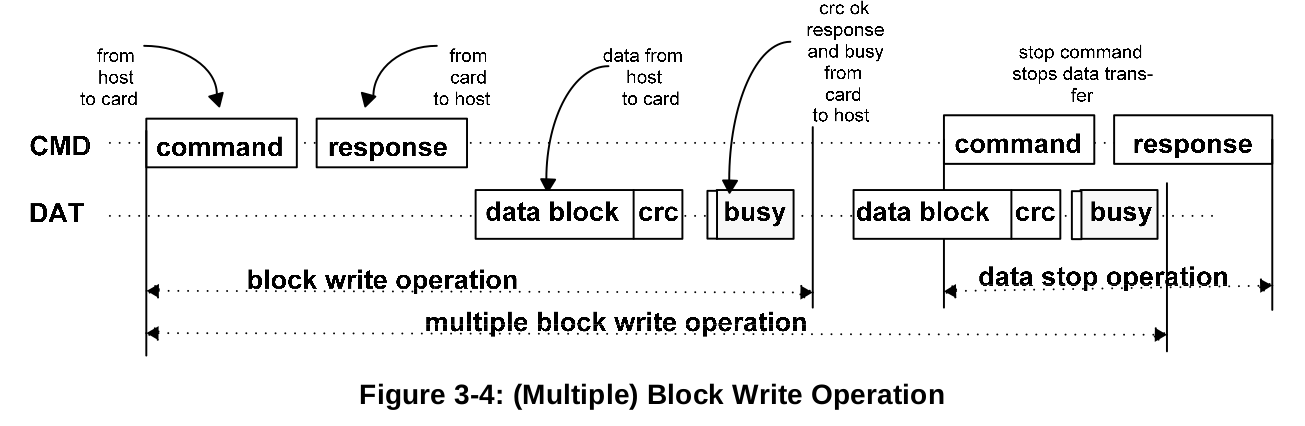 from
host
to card
from
card
to host
data from
host
to card
crc ok
response
and busy
from
card
to host
stop command
stops data trans-
fer
CMD command response command response
DAT data block crc busy data block crc busy
block write operation
data stop operation
multiple block write operation
Figure 3-4: (Multiple) Block Write Operation